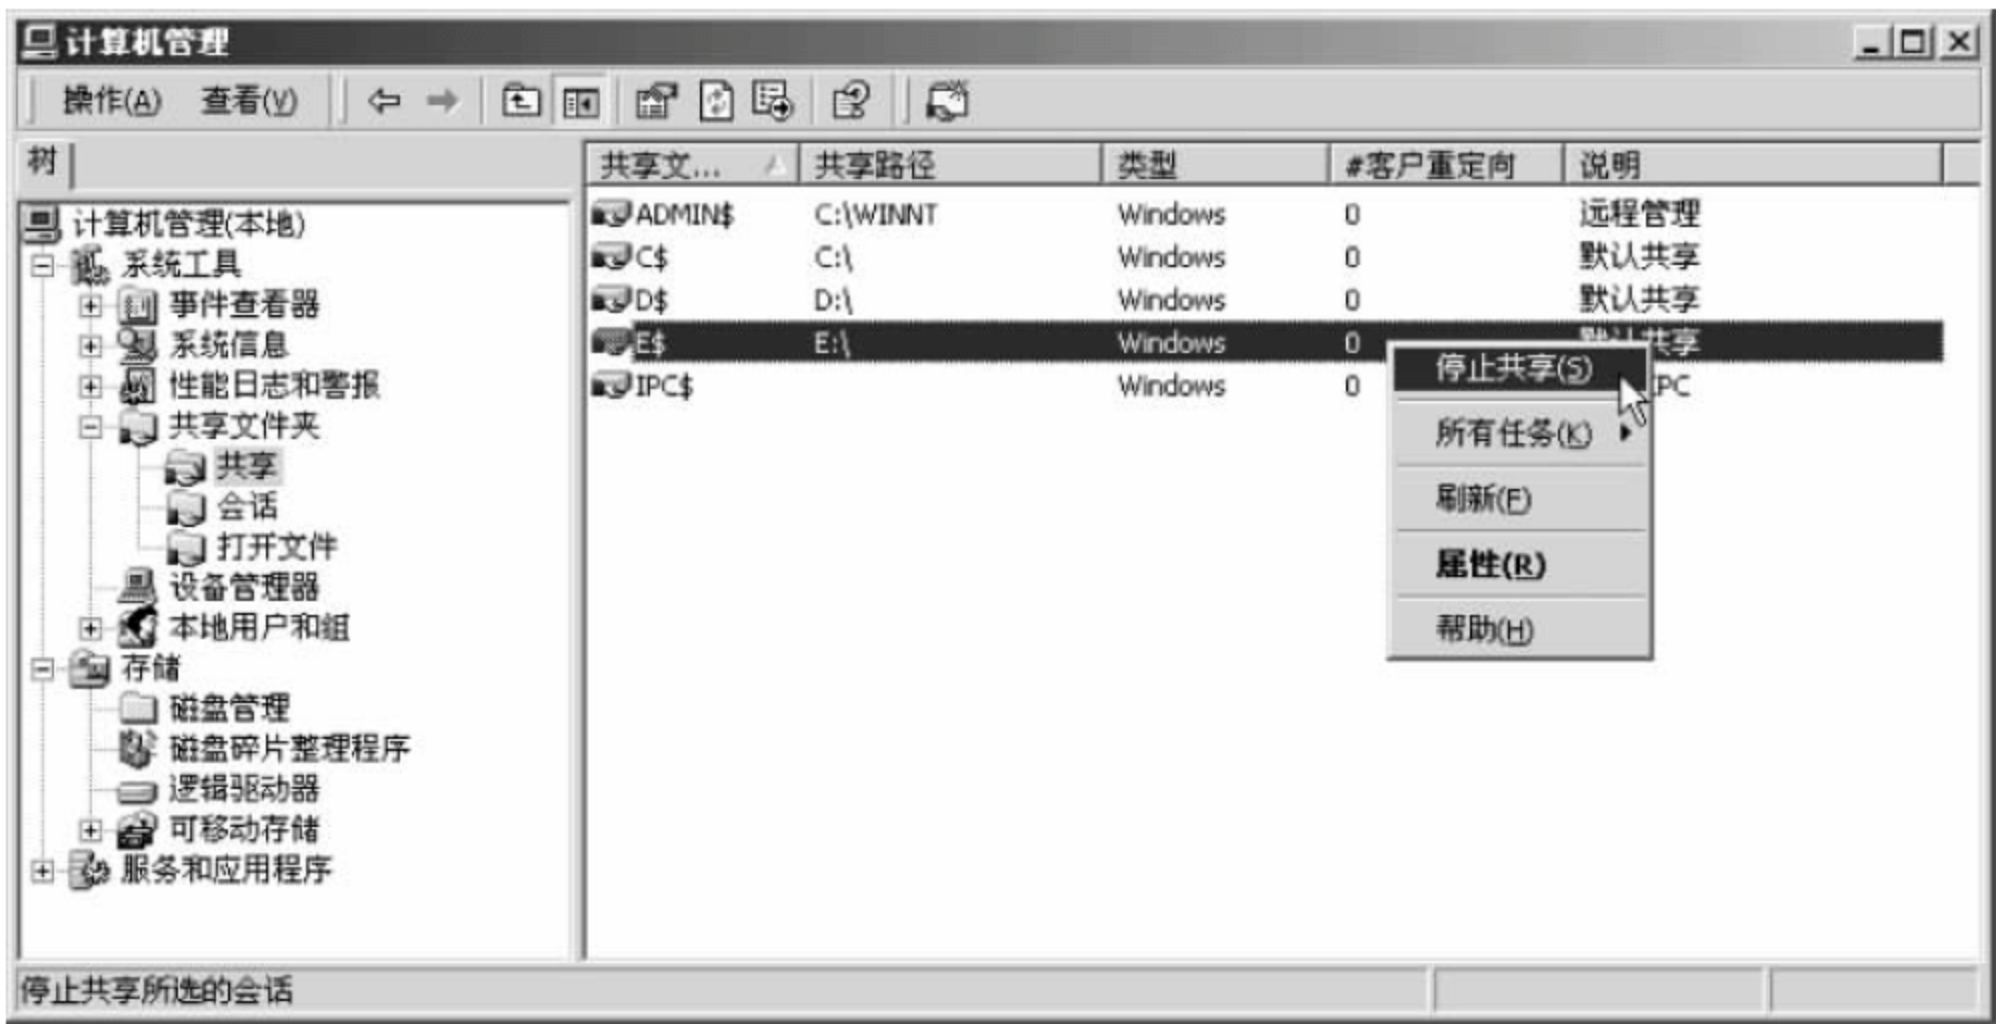 计算机管理
操作(A) 查看(V)
树
共享文... 共享路径 类型 #客户重定向 说明
计算机管理(本地)
系统工具
事件查看器
系统信息
性能日志和警报
共享文件夹
共享
会话
打开文件
设备管理器
本地用户和组
存储
磁盘管理
磁盘碎片整理程序
逻辑驱动器
可移动存储
服务和应用程序
ADMIN$ C:\WINNT Windows 0 远程管理
C$ C:\ Windows 0 默认共享
D$ D:\ Windows 0 默认共享
E$ E:\ Windows 0 默认共享
IPC$ Windows 0 IPC
停止共享(S)
所有任务(K)
刷新(F)
属性(R)
帮助(H)
停止共享所选的会话